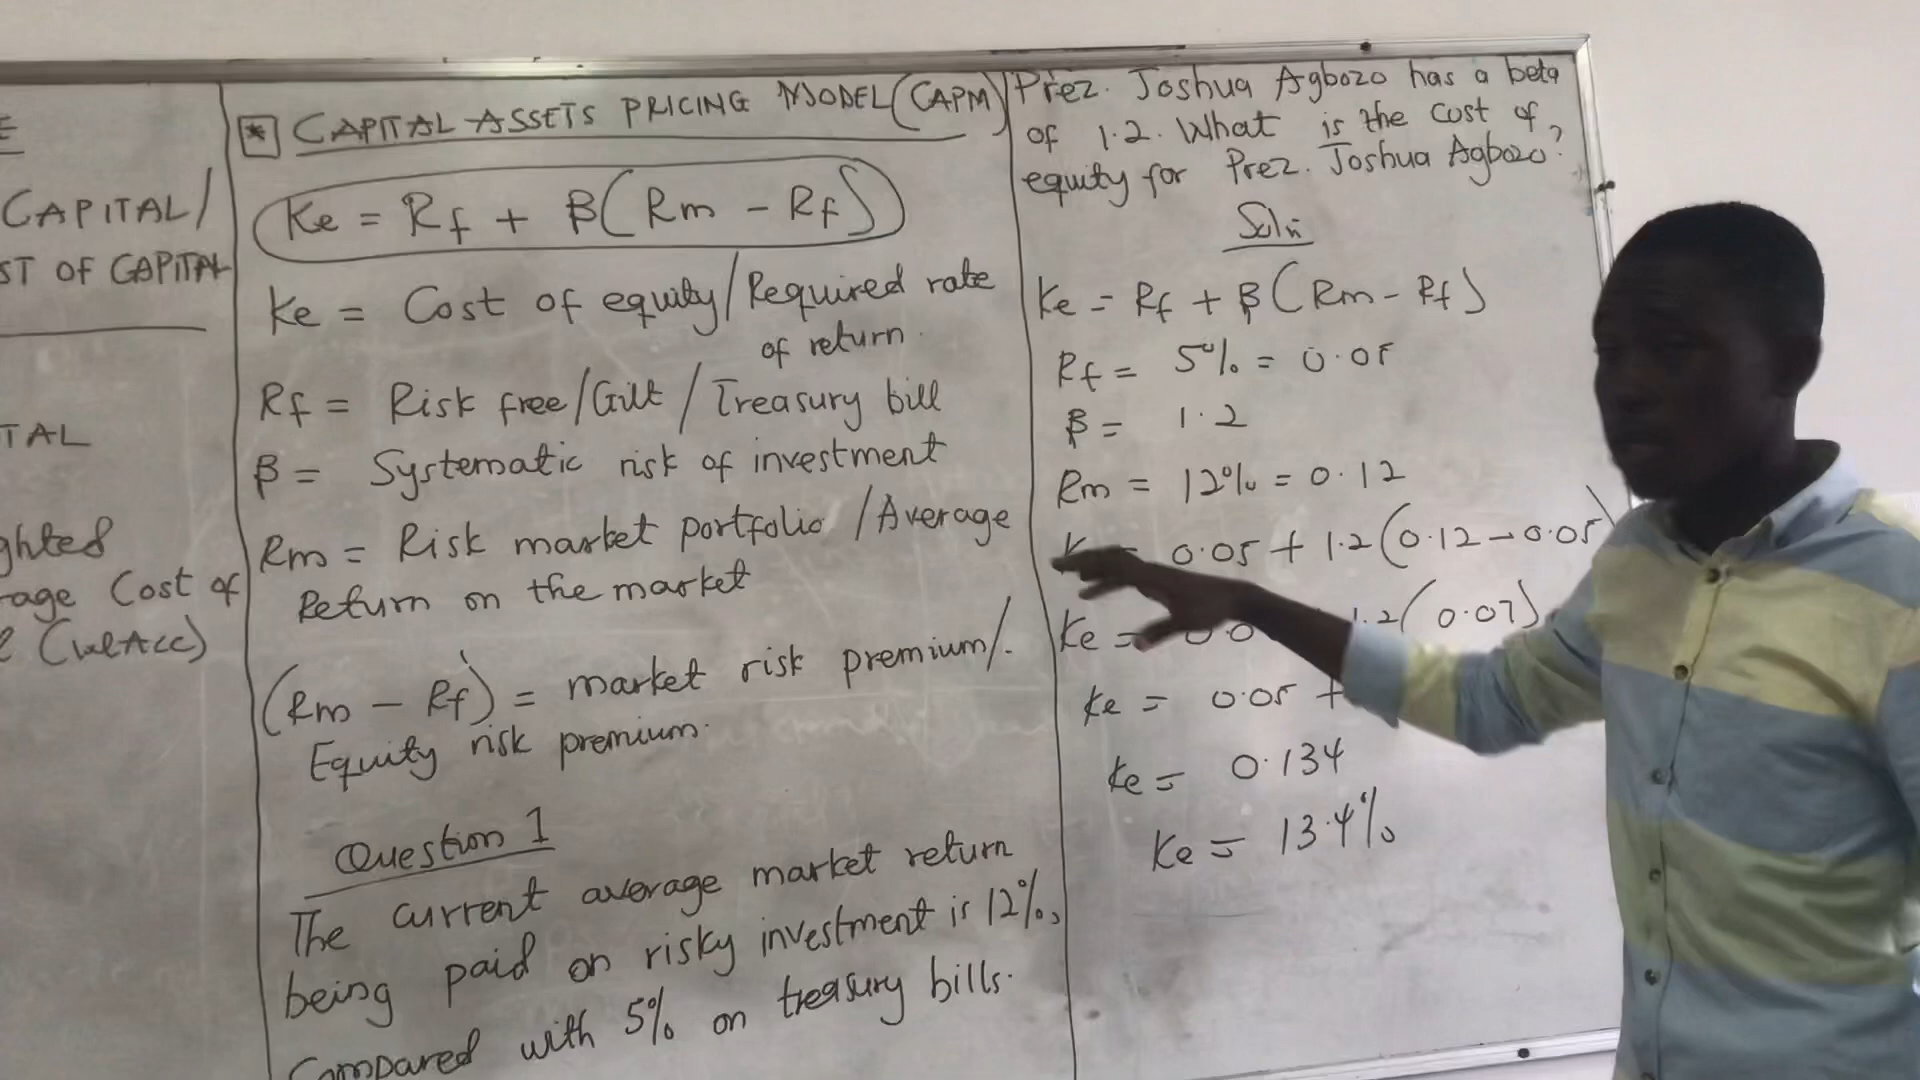 E
CAPITAL/
ST OF CAPITAL
TAL
ghted
rage Cost of
(WeAcc)
* CAPITAL ASSETS PRICING MODEL (CAPM)
Ke = Rf + β(Rm - Rf)
Ke = Cost of equity/Required rate
of return.
Rf = Risk free/Gilt/Treasury bill
β = Systematic risk of investment
Rm = Risk market portfolio/Average
Return on the market
(Rm - Rf) = market risk premium/.
Equity risk premium.
Question 1
The current average market return
being paid on risky investment is 12%,
Compared with 5% on treasury bills.
Prez. Joshua Agbozo has a beta
of 1.2. What is the cost of
equity for Prez. Joshua Agbozo?
Soln
Ke = Rf + β(Rm - Rf)
Rf = 5% = 0.05
β = 1.2
Rm = 12% = 0.12
K = 0.05 + 1.2(0.12 - 0.05)
Ke = 0.0 1.2(0.07)
Ke = 0.05 +
Ke = 0.134
Ke = 13.4%